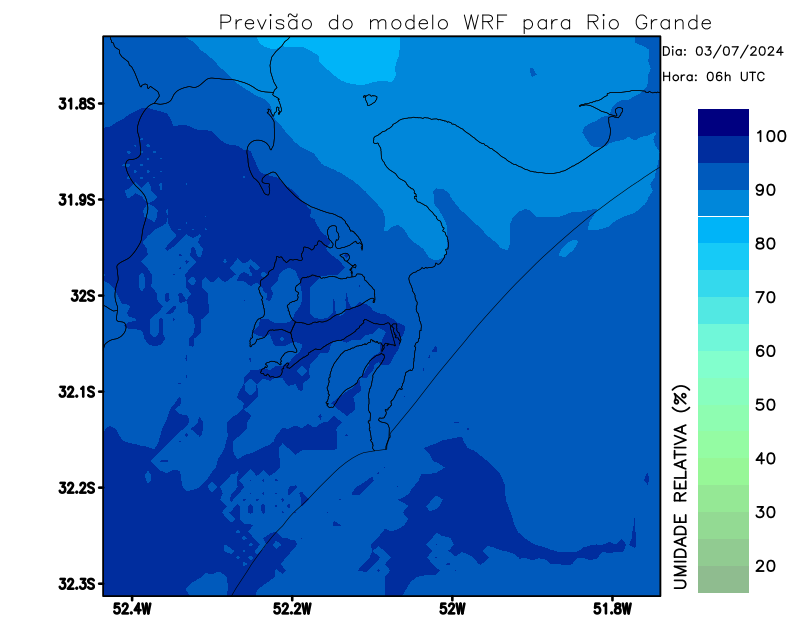 Previsão do modelo WRF para Rio Grande
Dia: 03/07/2024
Hora: 06h UTC
31.8S
31.9S
32S
32.1S
32.2S
32.3S
52.4W
52.2W
52W
51.8W
100
90
80
70
60
50
40
30
20
UMIDADE RELATIVA (%)